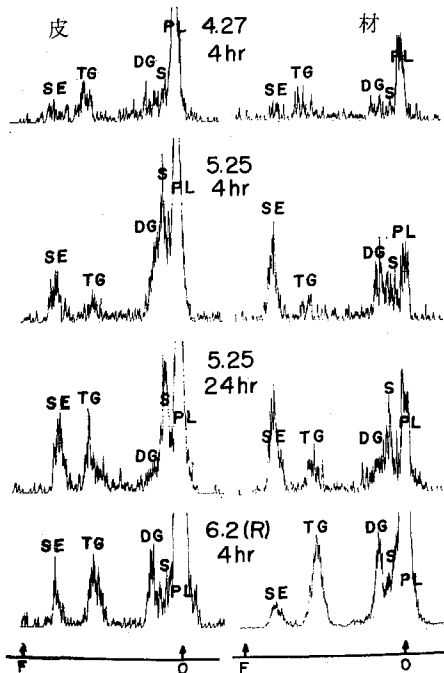 皮 材
PL 4.27 PL
4hr
SE TG DG S SE TG DG S
5.25
4hr
S SE
PL DG S PL
SE TG DG TG
5.25
24hr
SE TG S S
DG PL SE TG DG PL
6.2(R)
4hr
SE TG DG S PL SE TG DG S PL
F O F O